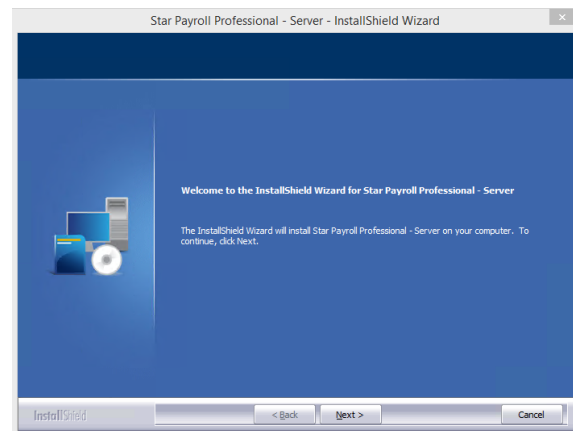 Star Payroll Professional - Server - InstallShield Wizard
Welcome to the InstallShield Wizard for Star Payroll Professional - Server
The InstallShield Wizard will install Star Payroll Professional - Server on your computer. To
continue, click Next.
InstallShield
< Back Next > Cancel